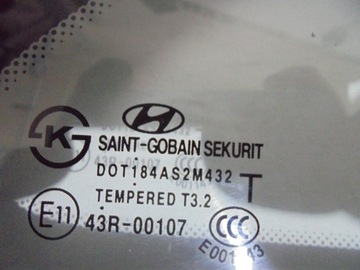 K
SAINT-GOBAIN SEKURIT
DOT184AS2M432
T
TEMPERED T3.2
E11
43R-00107
CCC